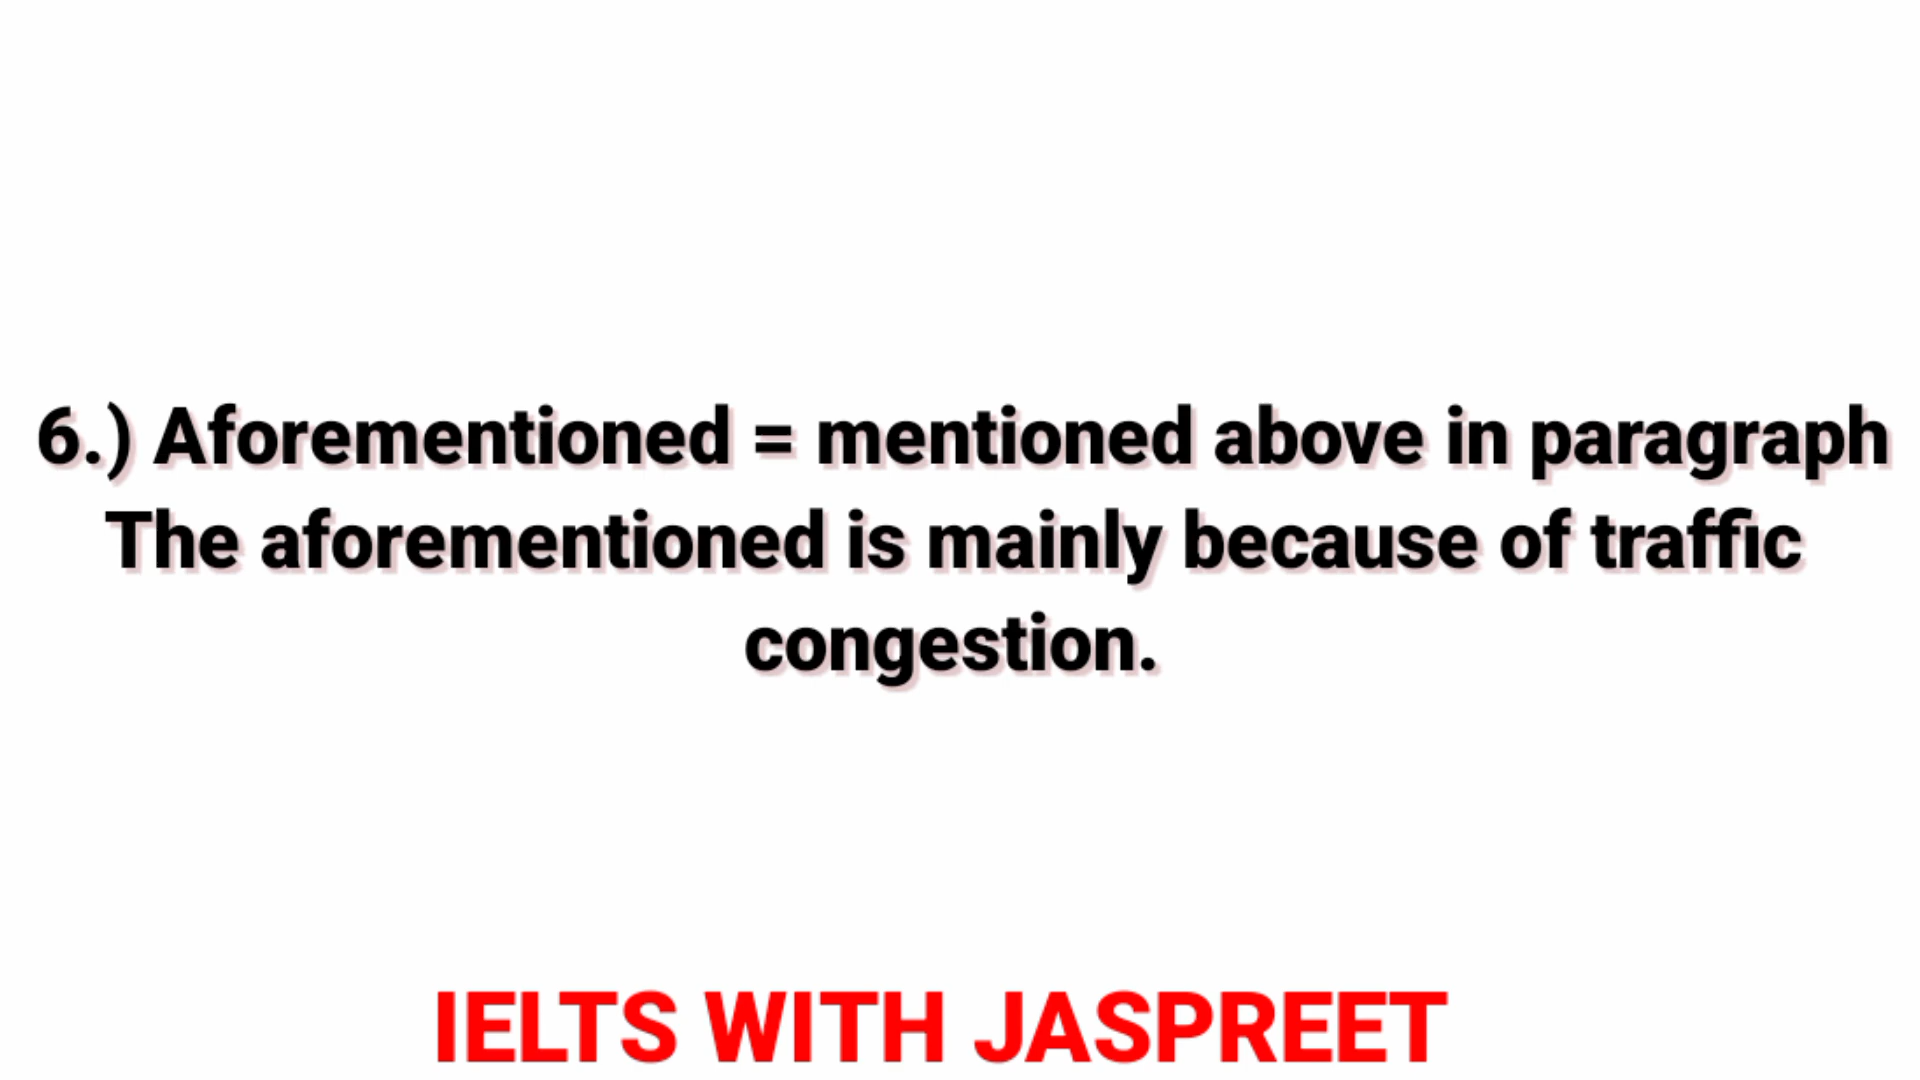 6.) Aforementioned = mentioned above in paragraph
The aforementioned is mainly because of traffic
congestion.
IELTS WITH JASPREET